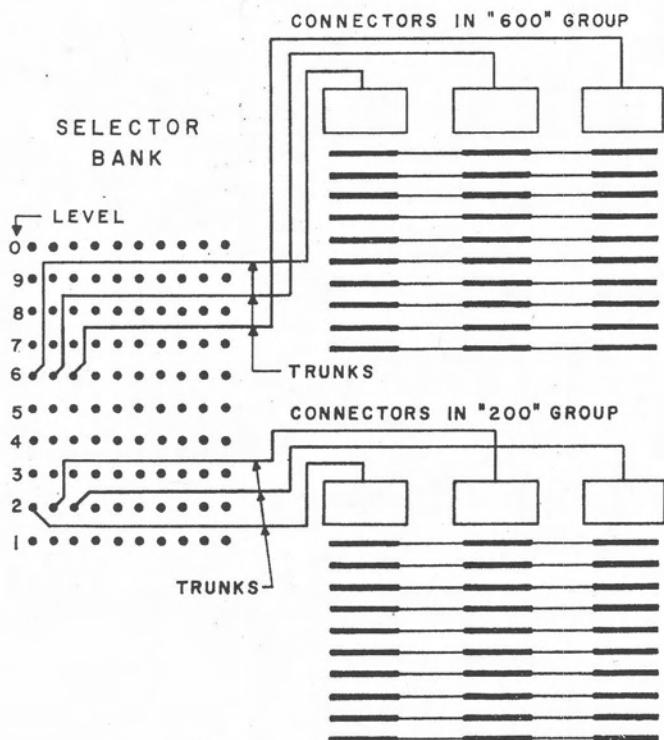 CONNECTORS IN "600" GROUP
SELECTOR
BANK
LEVEL
0
9
8
7
6
TRUNKS
5
CONNECTORS IN "200" GROUP
4
3
2
1
TRUNKS